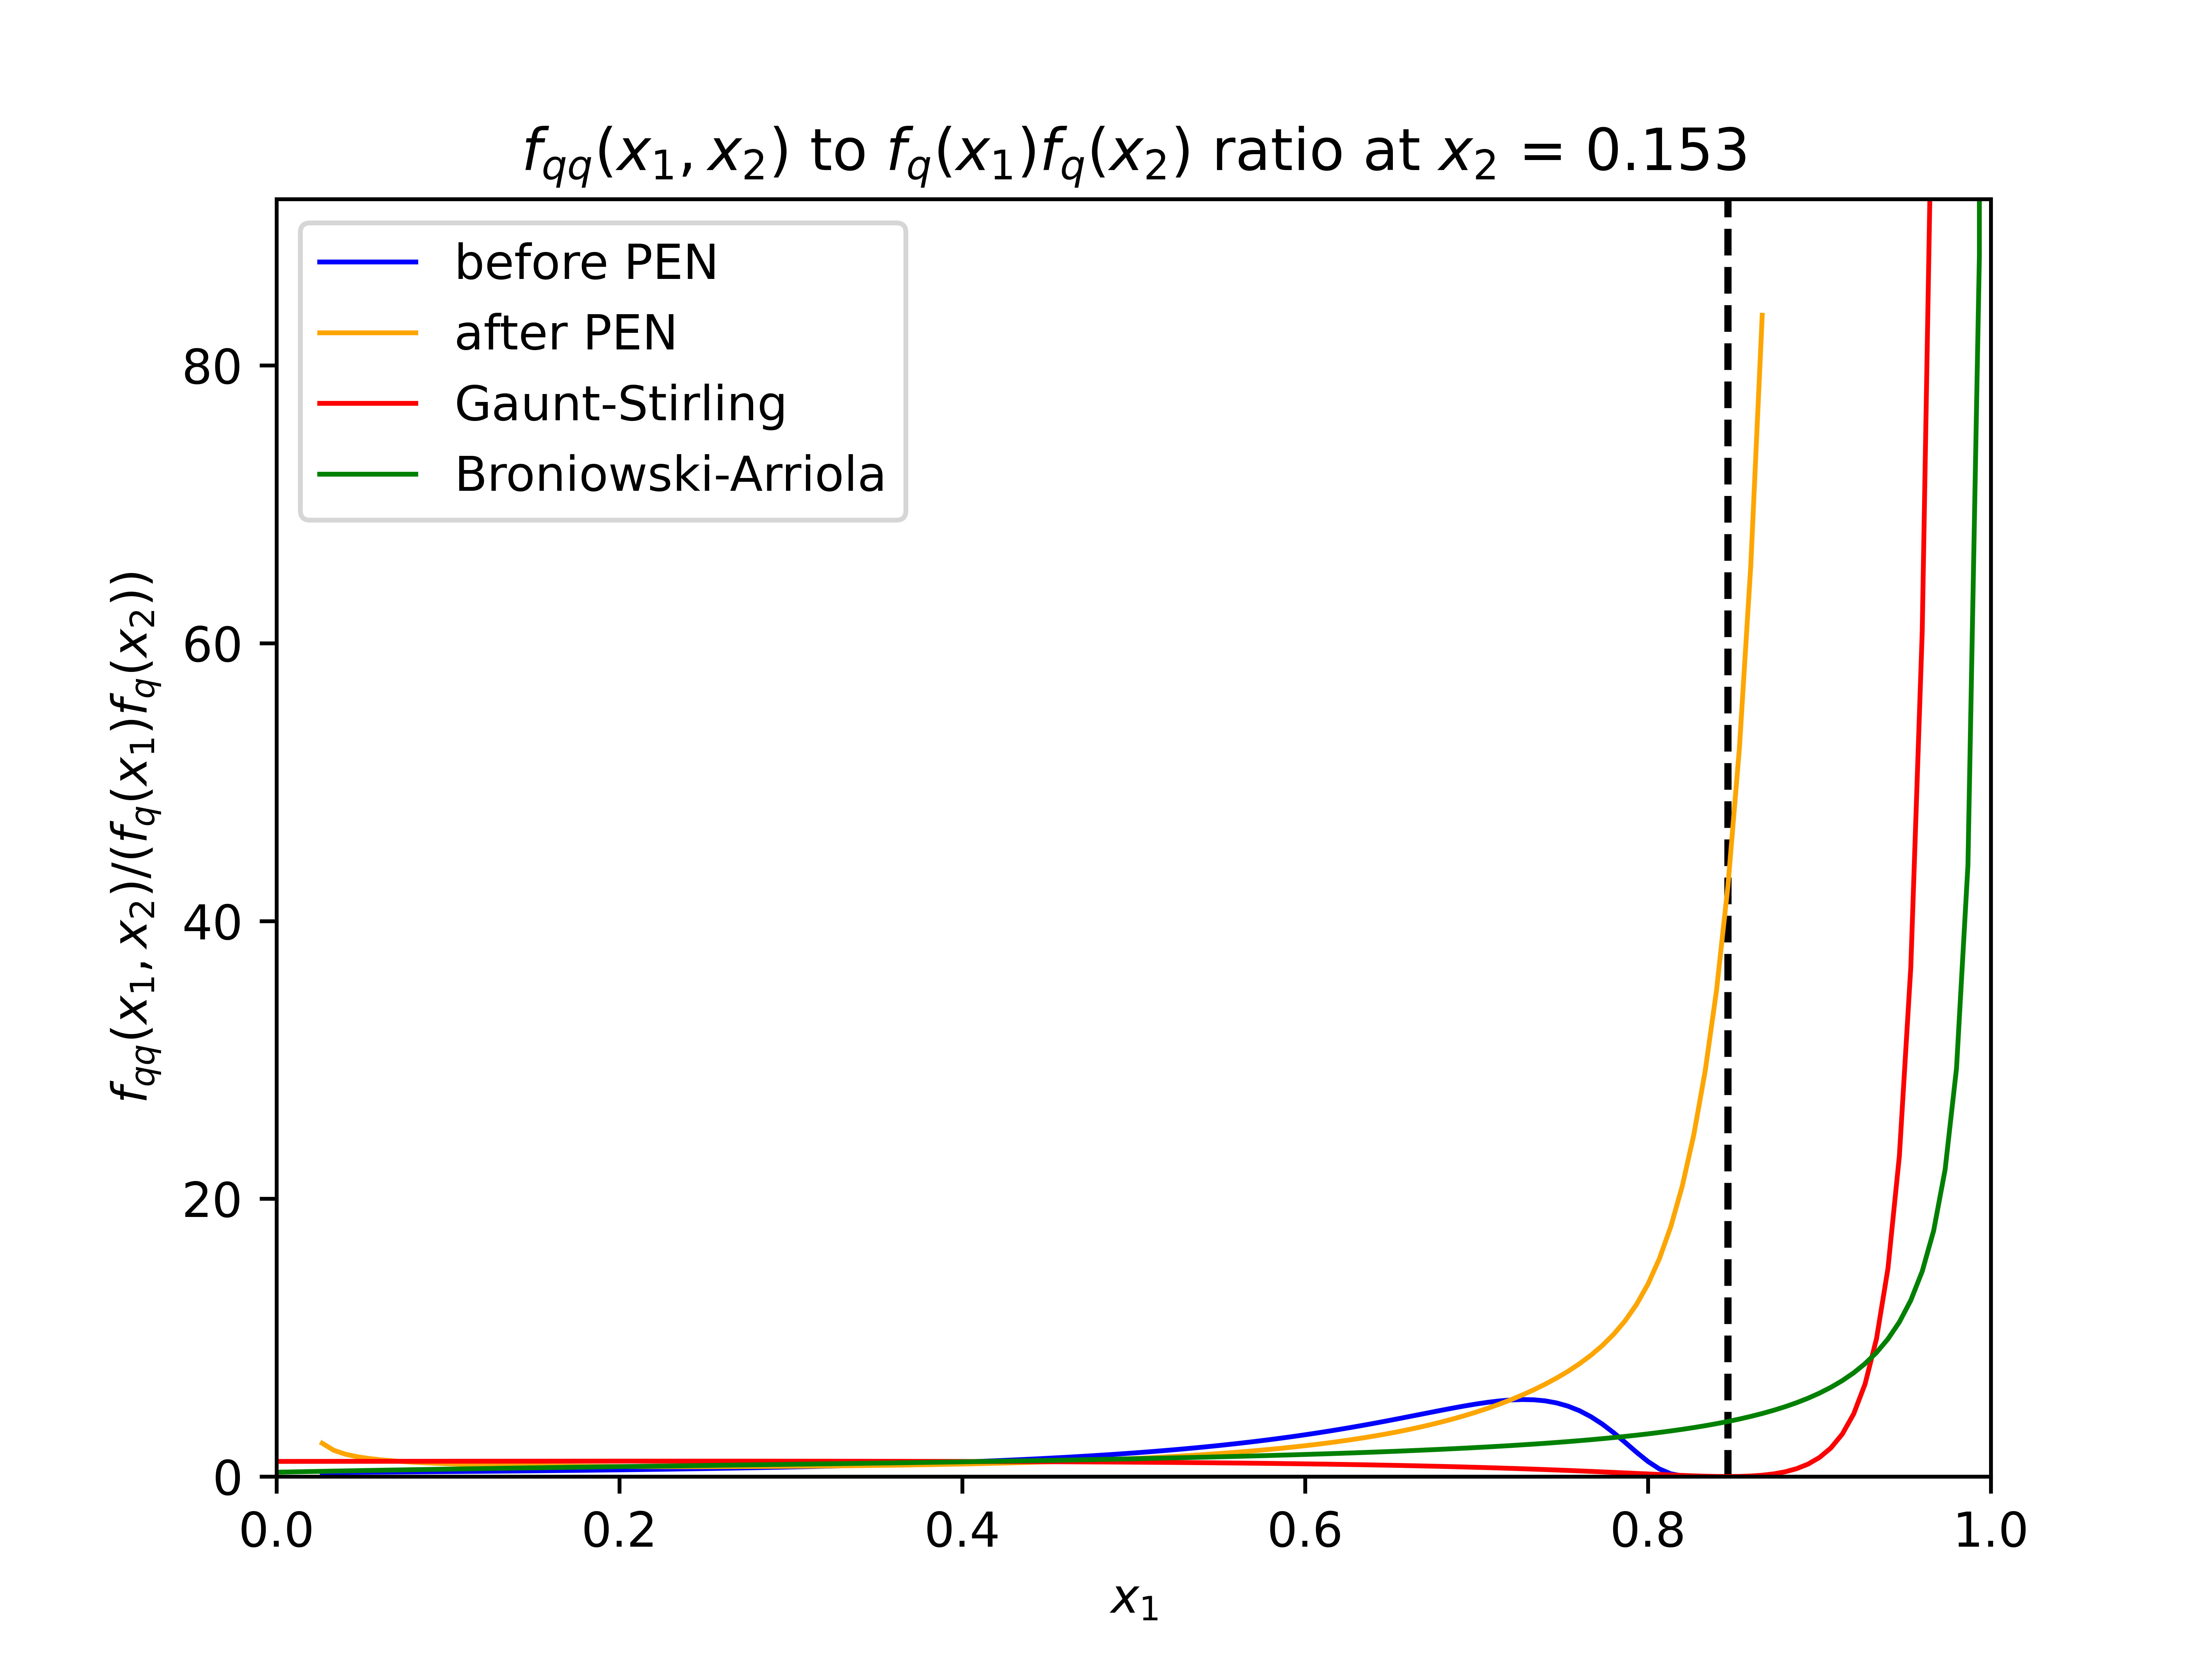 f_qq(x_1, x_2) to f_q(x_1)f_q(x_2) ratio at x_2 = 0.153
before PEN
after PEN
Gaunt-Stirling
Broniowski-Arriola
f_qq(x_1, x_2)/(f_q(x_1)f_q(x_2))
80
60
40
20
0
0.0 0.2 0.4 0.6 0.8 1.0
x_1